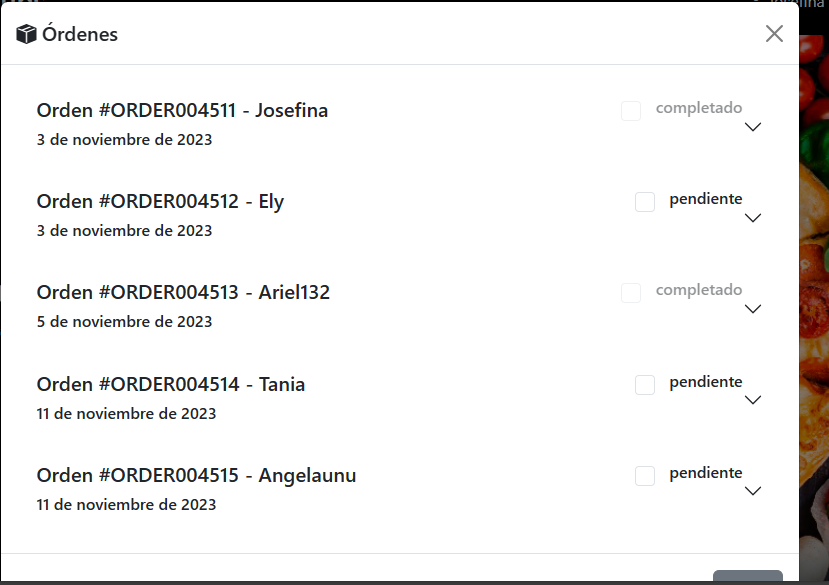 Órdenes
Orden #ORDER004511 - Josefina
completado
3 de noviembre de 2023
Orden #ORDER004512 - Ely
pendiente
3 de noviembre de 2023
Orden #ORDER004513 - Ariel132
completado
5 de noviembre de 2023
Orden #ORDER004514 - Tania
pendiente
11 de noviembre de 2023
Orden #ORDER004515 - Angelaunu
pendiente
11 de noviembre de 2023